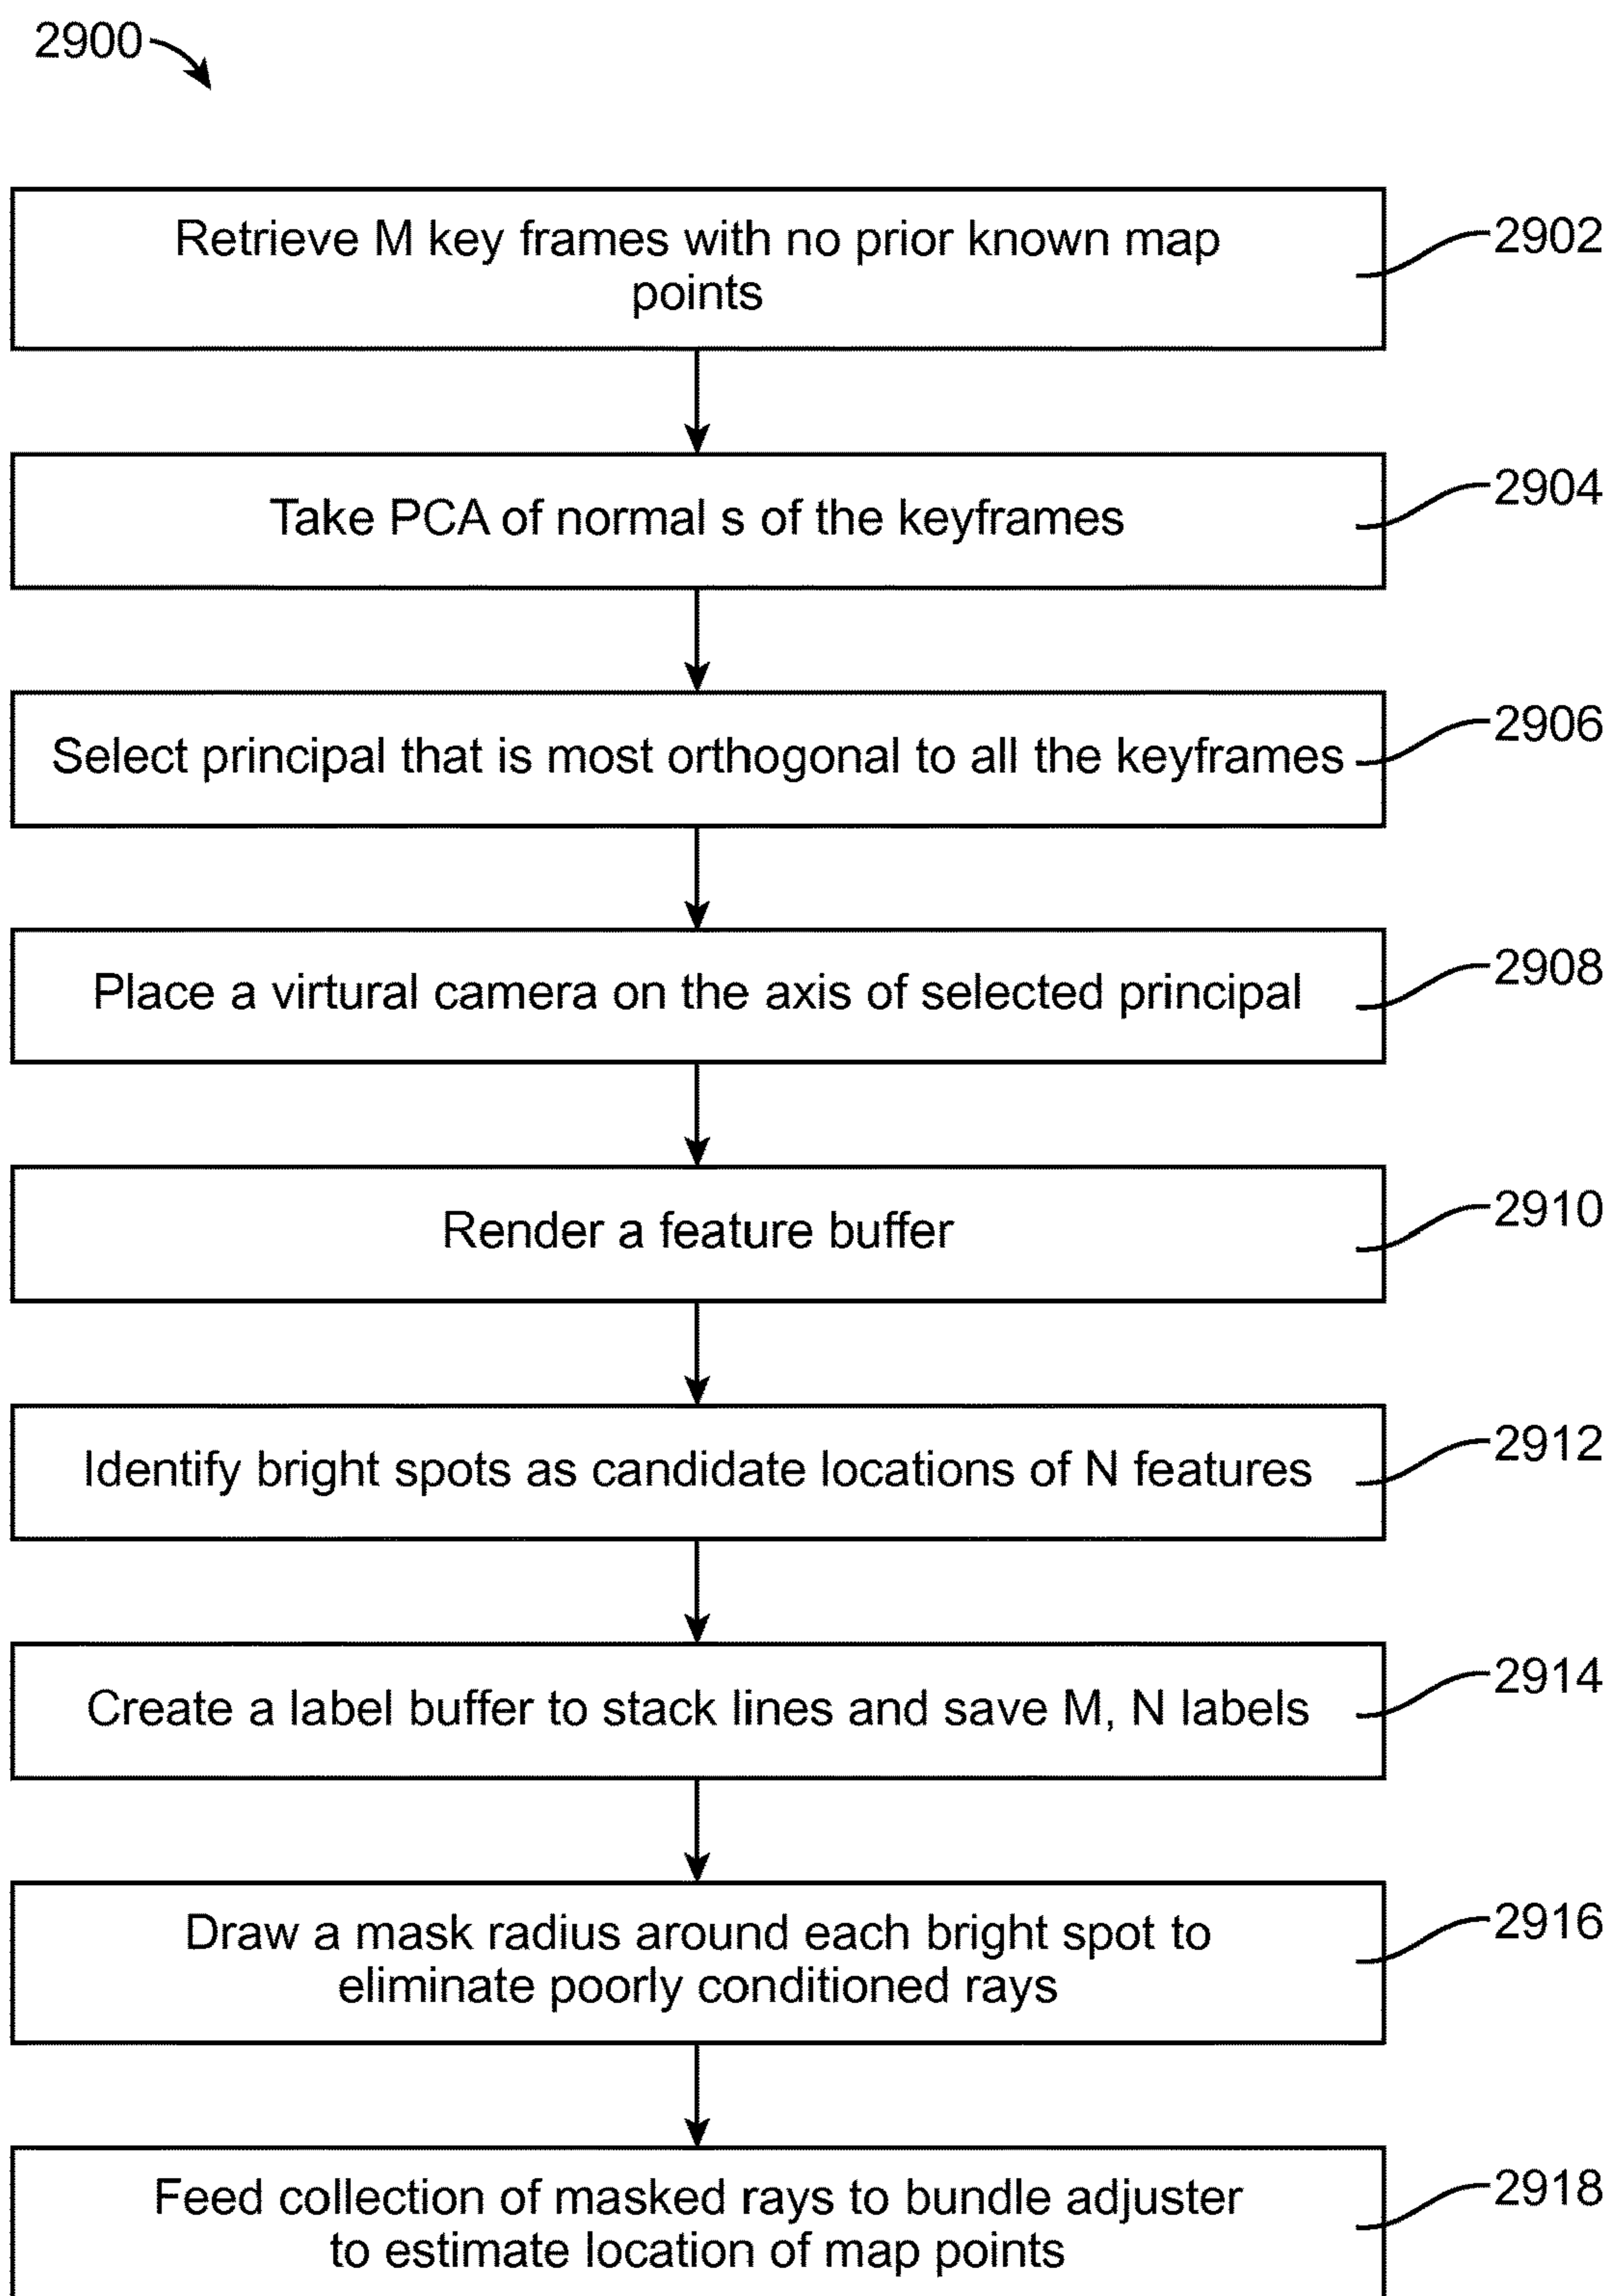 2900
Retrieve M key frames with no prior known map
points
2902
Take PCA of normal s of the keyframes
2904
Select principal that is most orthogonal to all the keyframes
2906
Place a virtural camera on the axis of selected principal
2908
Render a feature buffer
2910
Identify bright spots as candidate locations of N features
2912
Create a label buffer to stack lines and save M, N labels
2914
Draw a mask radius around each bright spot to
eliminate poorly conditioned rays
2916
Feed collection of masked rays to bundle adjuster
to estimate location of map points
2918